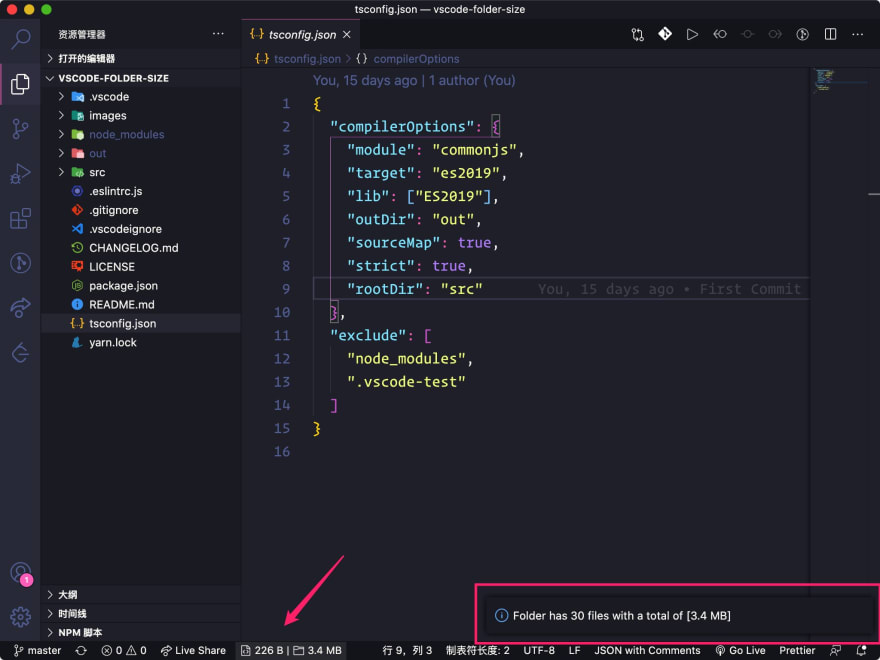 tsconfig.json — vscode-folder-size
资源管理器
打开的编辑器
VSCODE-FOLDER-SIZE
.vscode
images
node_modules
out
src
.eslintrc.js
.gitignore
.vscodeignore
CHANGELOG.md
LICENSE
package.json
README.md
tsconfig.json
yarn.lock
大纲
时间线
NPM 脚本
{..} tsconfig.json
{..} tsconfig.json > {} compilerOptions
You, 15 days ago | 1 author (You)
1 {
2 "compilerOptions": {
3 "module": "commonjs",
4 "target": "es2019",
5 "lib": ["ES2019"],
6 "outDir": "out",
7 "sourceMap": true,
8 "strict": true,
9 "rootDir": "src" You, 15 days ago • First Commit
10 },
11 "exclude": [
12 "node_modules",
13 ".vscode-test"
14 ]
15 }
16
Folder has 30 files with a total of [3.4 MB]
1
master 0 0 Live Share 226 B | 3.4 MB 行 9，列 3 制表符长度: 2 UTF-8 LF JSON with Comments Go Live Prettier